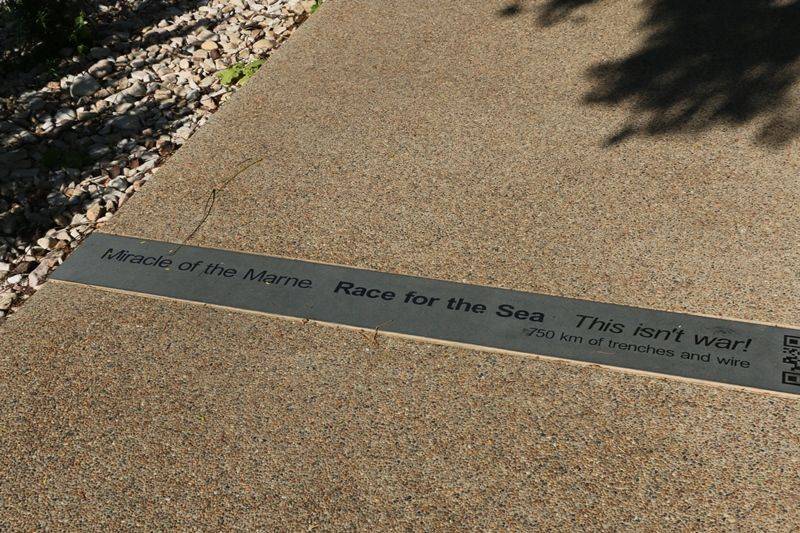 Miracle of the Marne Race for the Sea This isn't war!
750 km of trenches and wire